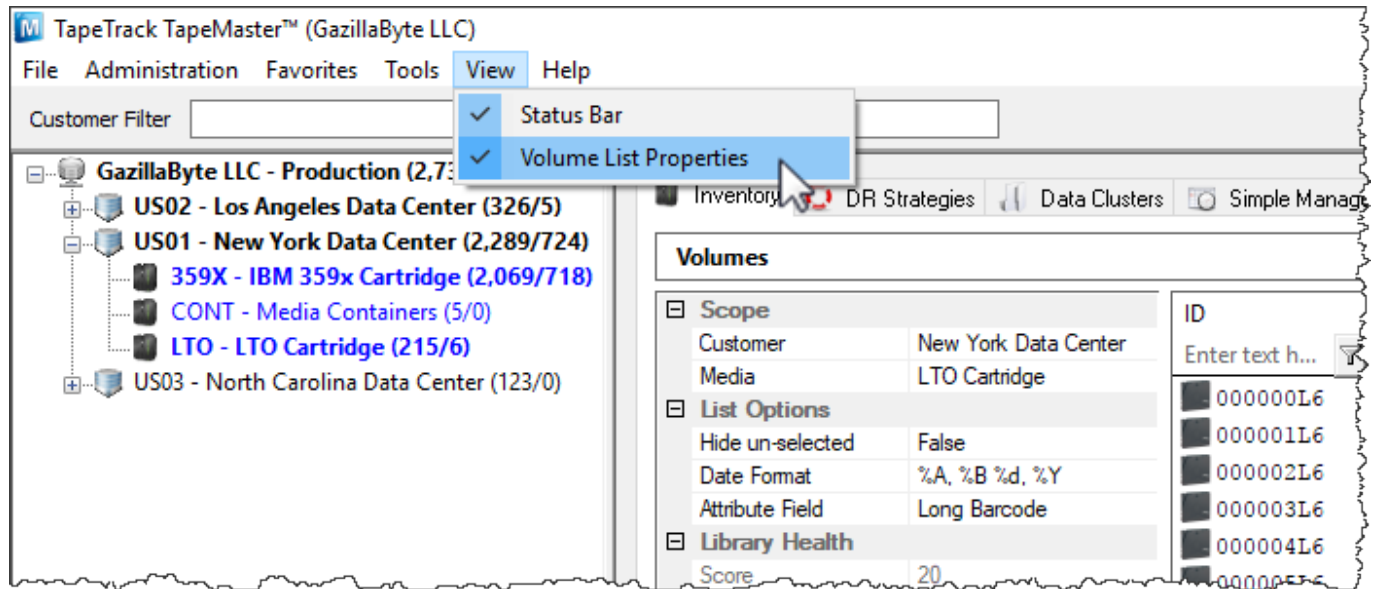 TapeTrack TapeMaster™ (GazillaByte LLC)
File Administration Favorites Tools View Help
Customer Filter
Status Bar
Volume List Properties
GazillaByte LLC - Production (2,73
US02 - Los Angeles Data Center (326/5)
US01 - New York Data Center (2,289/724)
359X - IBM 359x Cartridge (2,069/718)
CONT - Media Containers (5/0)
LTO - LTO Cartridge (215/6)
US03 - North Carolina Data Center (123/0)
Inventory DR Strategies Data Clusters Simple Manag
Volumes
Scope
Customer New York Data Center
Media LTO Cartridge
List Options
Hide un-selected False
Date Format %A, %B %d, %Y
Attribute Field Long Barcode
Library Health
Score 20
ID
Enter text h...
000000L6
000001L6
000002L6
000003L6
000004L6